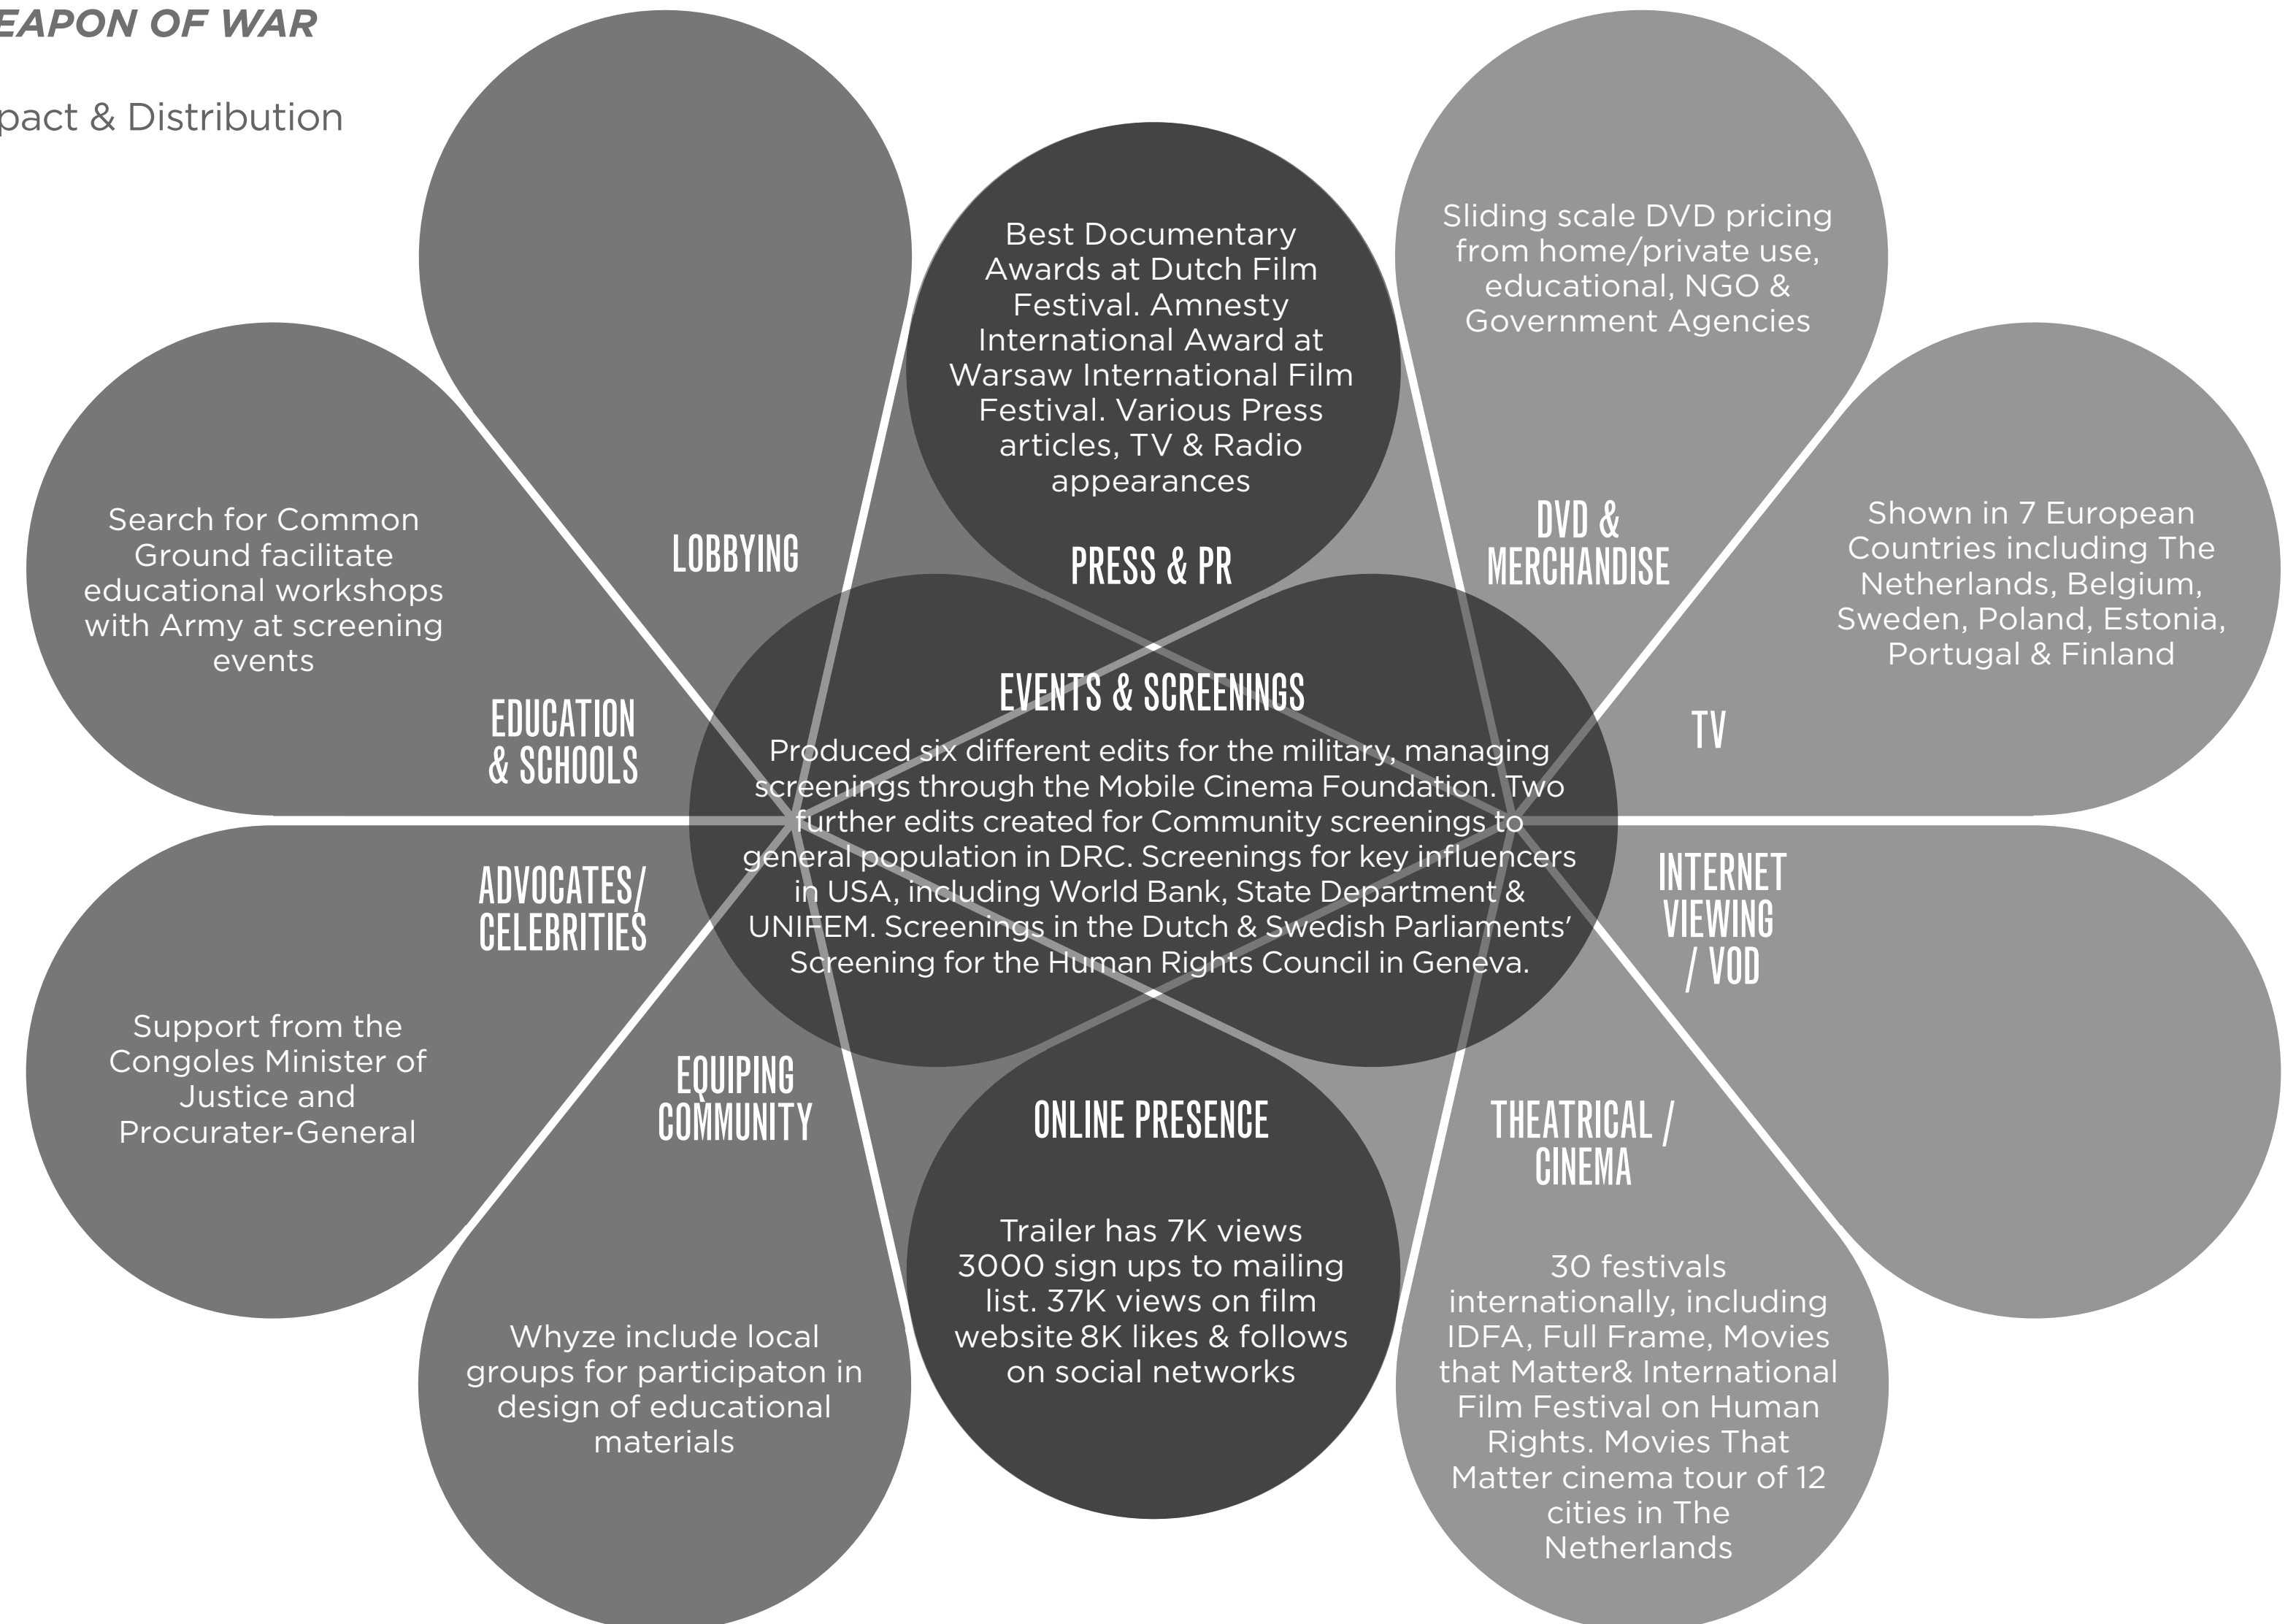 EAPON OF WAR
pact & Distribution
LOBBYING
Best Documentary
Awards at Dutch Film
Festival. Amnesty
International Award at
Warsaw International Film
Festival. Various Press
articles, TV & Radio
appearances
PRESS & PR
Sliding scale DVD pricing
from home/private use,
educational, NGO &
Government Agencies
DVD &
MERCHANDISE
Search for Common
Ground facilitate
educational workshops
with Army at screening
events
EDUCATION
& SCHOOLS
Shown in 7 European
Countries including The
Netherlands, Belgium,
Sweden, Poland, Estonia,
Portugal & Finland
TV
EVENTS & SCREENINGS
Produced six different edits for the military, managing
screenings through the Mobile Cinema Foundation. Two
further edits created for Community screenings to
general population in DRC. Screenings for key influencers
in USA, including World Bank, State Department &
UNIFEM. Screenings in the Dutch & Swedish Parliaments’
Screening for the Human Rights Council in Geneva.
ADVOCATES/
CELEBRITIES
Support from the
Congoles Minister of
Justice and
Procurater-General
INTERNET
VIEWING
/ VOD
EQUIPING
COMMUNITY
Whyze include local
groups for participaton in
design of educational
materials
ONLINE PRESENCE
Trailer has 7K views
3000 sign ups to mailing
list. 37K views on film
website 8K likes & follows
on social networks
THEATRICAL /
CINEMA
30 festivals
internationally, including
IDFA, Full Frame, Movies
that Matter& International
Film Festival on Human
Rights. Movies That
Matter cinema tour of 12
cities in The
Netherlands